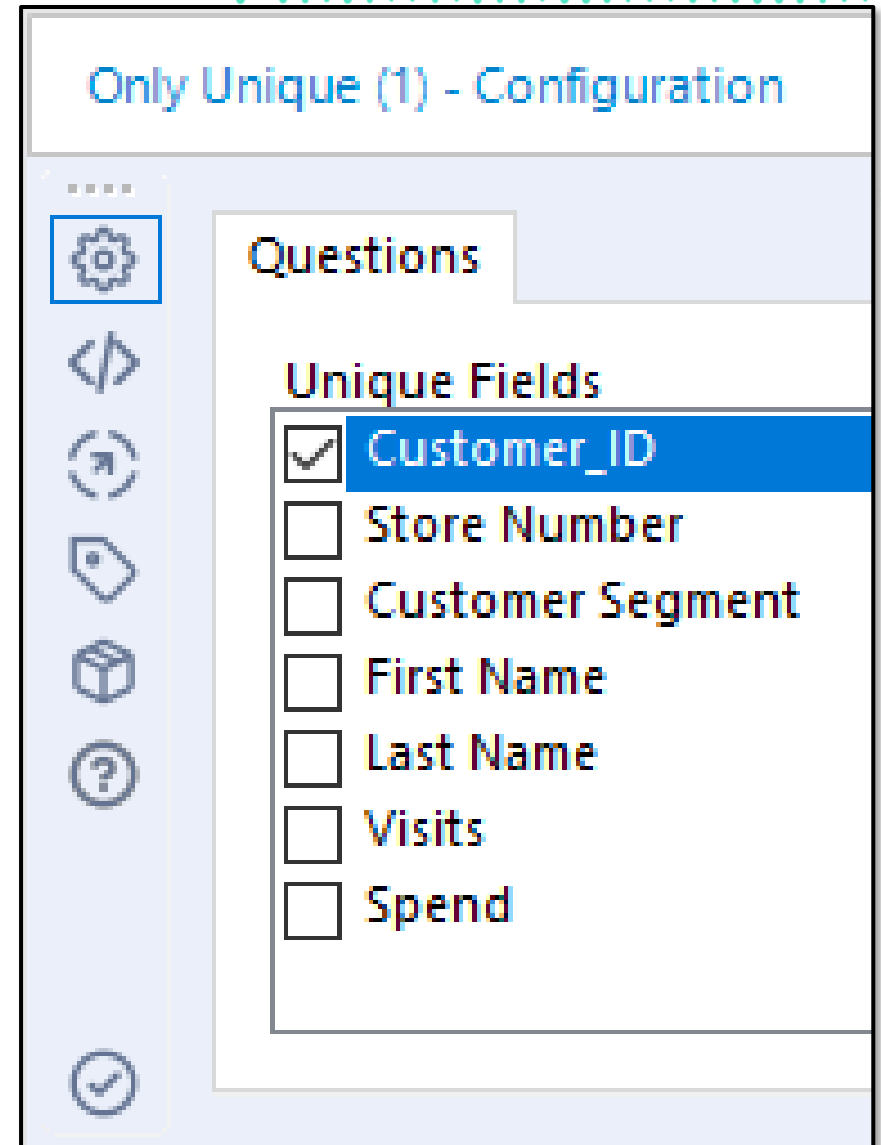 Only Unique (1) - Configuration
Questions
Unique Fields
Customer_ID
Store Number
Customer Segment
First Name
Last Name
Visits
Spend